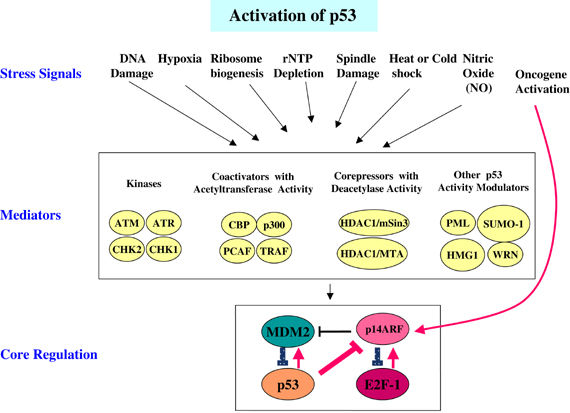 Activation of p53
Stress Signals
DNA
Damage
Hypoxia
Ribosome
biogenesis
rNTP
Depletion
Spindle
Damage
Heat or Cold
shock
Nitric
Oxide
(NO)
Oncogene
Activation
Mediators
Kinases
Coactivators with
Acetyltransferase Activity
Corepressors with
Deacetylase Activity
Other p53
Activity Modulators
ATM
ATR
CHK2
CHK1
CBP
p300
PCAF
TRAF
HDAC1/mSin3
HDAC1/MTA
PML
SUMO-1
HMG1
WRN
Core Regulation
MDM2
p14ARF
p53
E2F-1